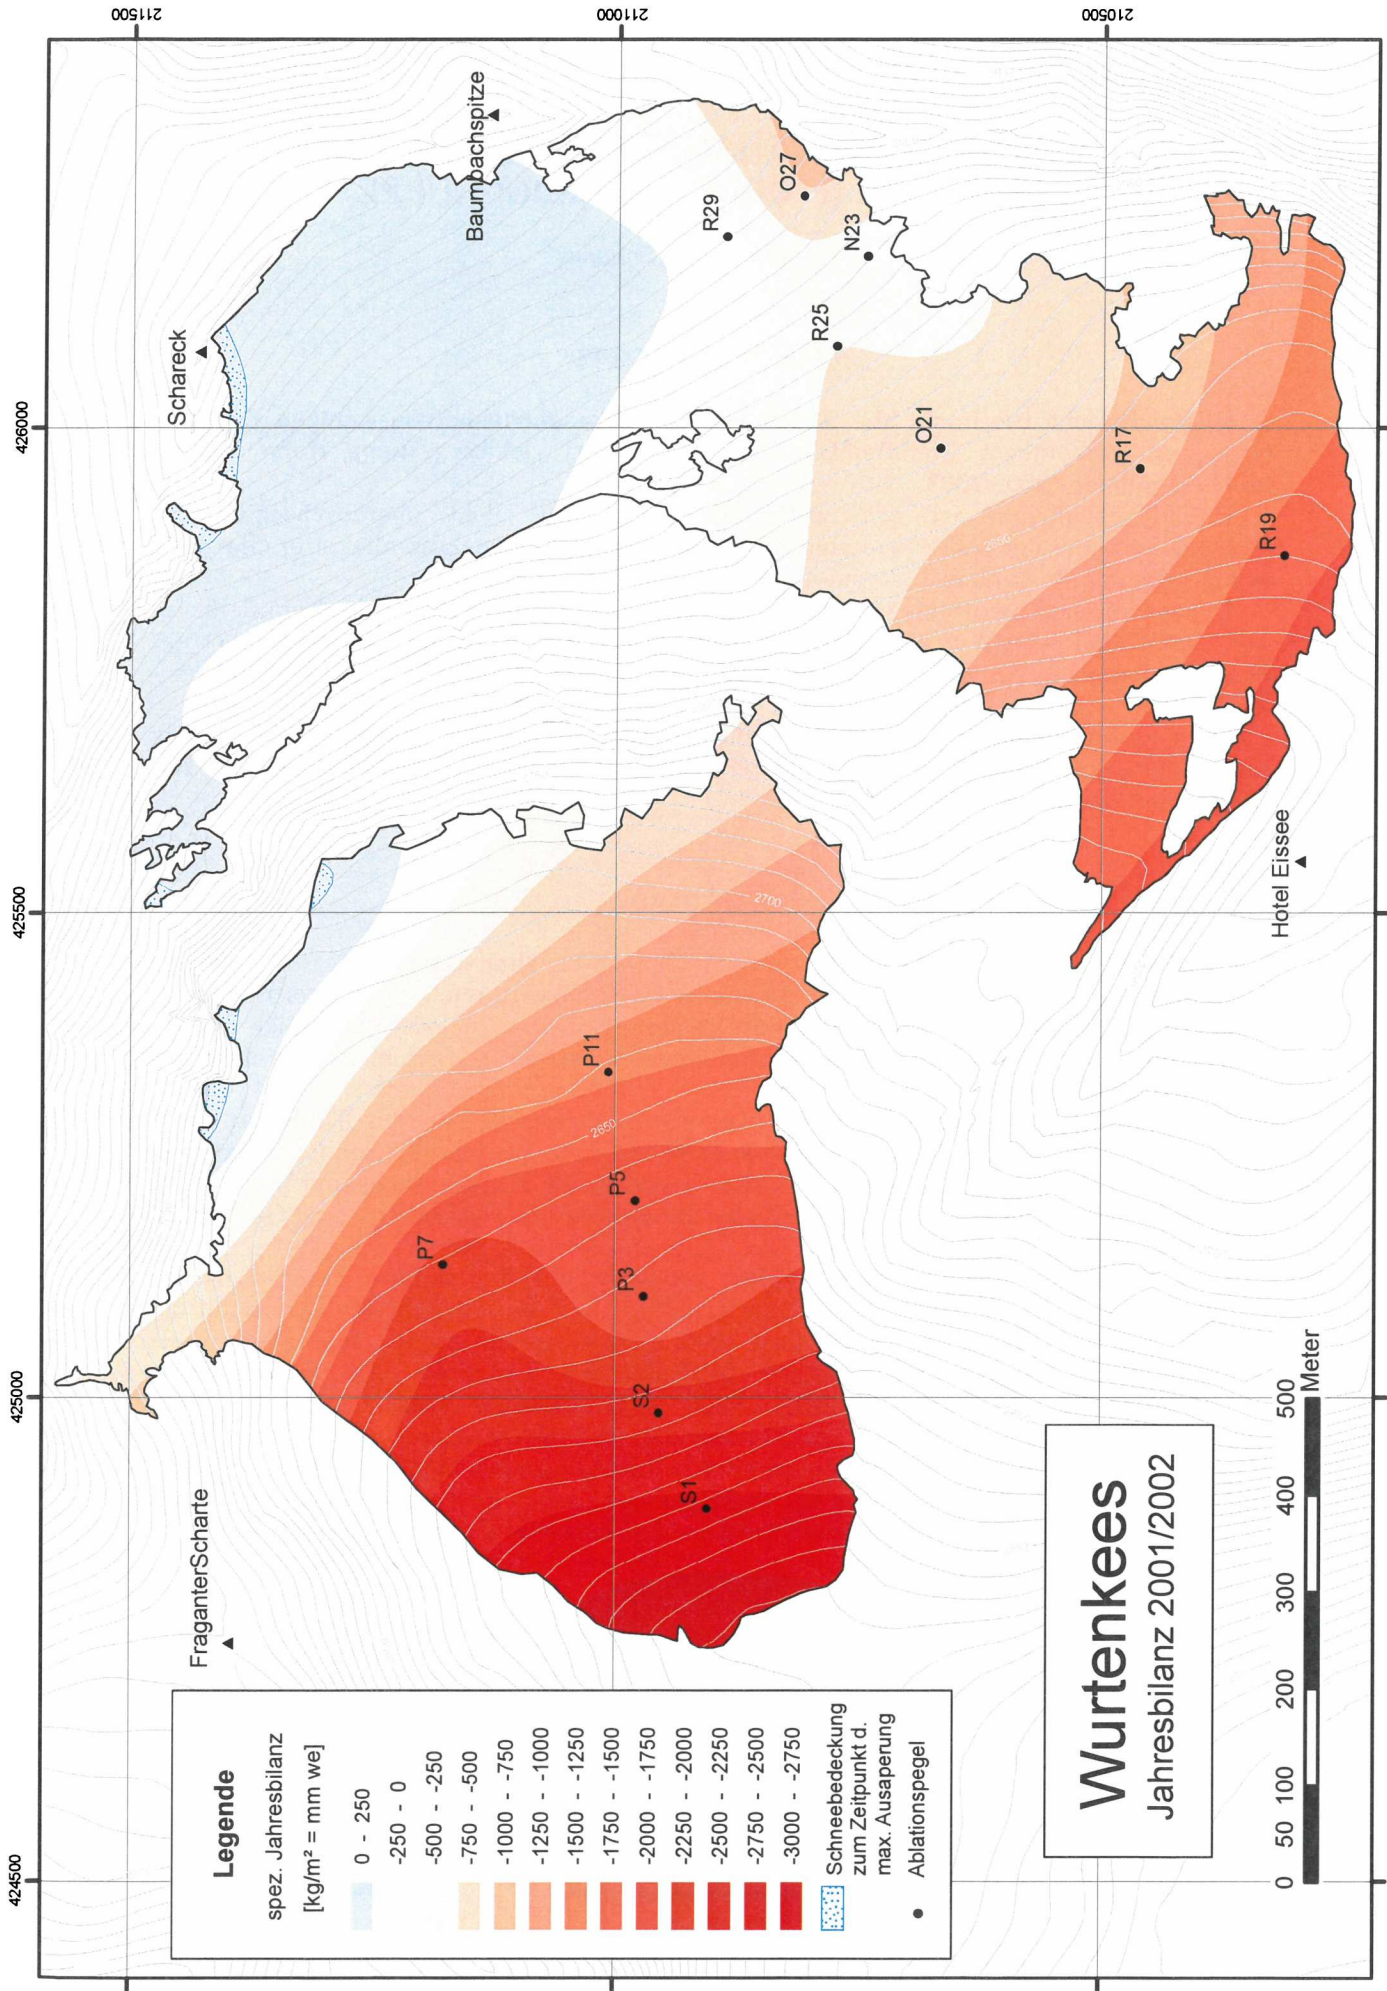 Wurtenkees
Jahresbilanz 2001/2002
Legende
spez. Jahresbilanz
[kg/m² = mm we]
0 - 250
-250 - 0
-500 - -250
-750 - -500
-1000 - -750
-1250 - -1000
-1500 - -1250
-1750 - -1500
-2000 - -1750
-2250 - -2000
-2500 - -2250
-2750 - -2500
-3000 - -2750
Schneebedeckung
zum Zeitpunkt d.
max. Ausaperung
Ablationspegel
0 50 100 200 300 400 500
Meter
424500
425000
425500
426000
211500
211000
210500
FraganterScharte
Schareck
Baumbachspitze
Hotel Eissee
S1
S2
P3
P5
P7
P11
R29
O27
N23
R25
O21
R17
R19
2650
2700
2650